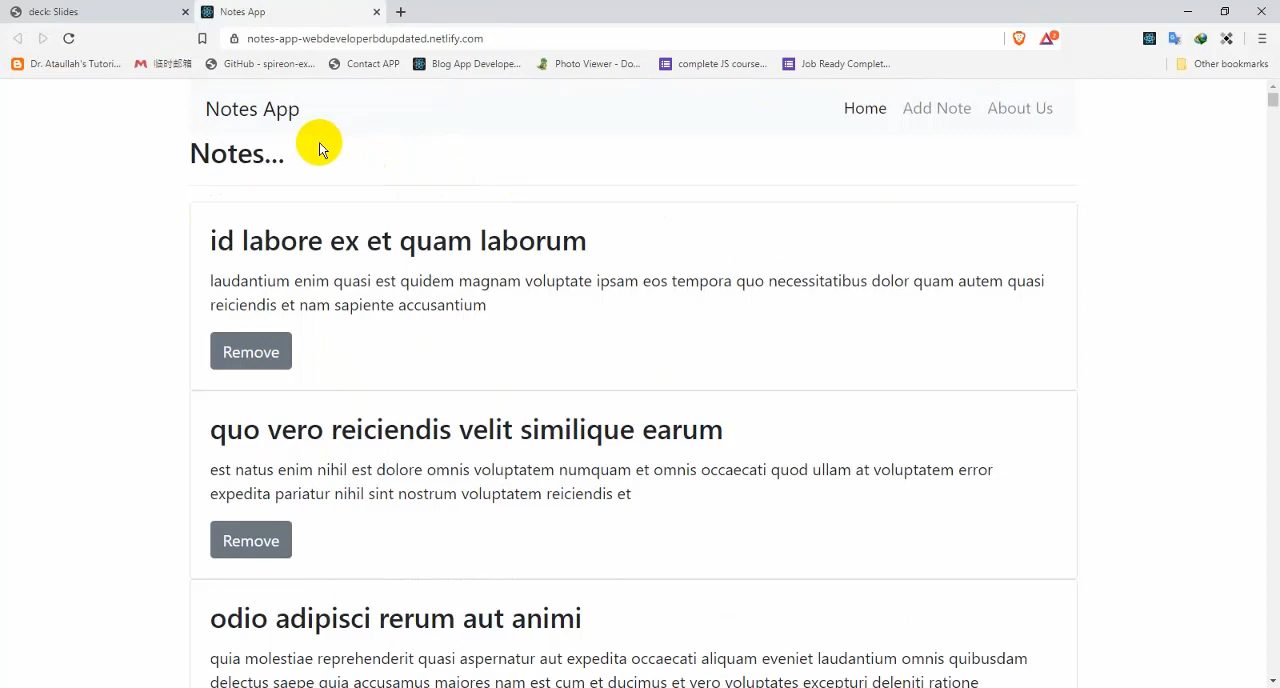 deck: Slides
Notes App
notes-app-webdeveloperbdupdated.netlify.com
2
Dr. Ataullah's Tutori...
临时邮箱
GitHub - spireon-ex...
Contact APP
Blog App Develope...
Photo Viewer - Do...
complete JS course...
Job Ready Complet...
Other bookmarks
Notes App
Home
Add Note
About Us
Notes...
id labore ex et quam laborum
laudantium enim quasi est quidem magnam voluptate ipsam eos tempora quo necessitatibus dolor quam autem quasi
reiciendis et nam sapiente accusantium
Remove
quo vero reiciendis velit similique earum
est natus enim nihil est dolore omnis voluptatem numquam et omnis occaecati quod ullam at voluptatem error
expedita pariatur nihil sint nostrum voluptatem reiciendis et
Remove
odio adipisci rerum aut animi
quia molestiae reprehenderit quasi aspernatur aut expedita occaecati aliquam eveniet laudantium omnis quibusdam
delectus saepe quia accusamus maiores nam est cum et ducimus et vero voluptates excepturi deleniti ratione